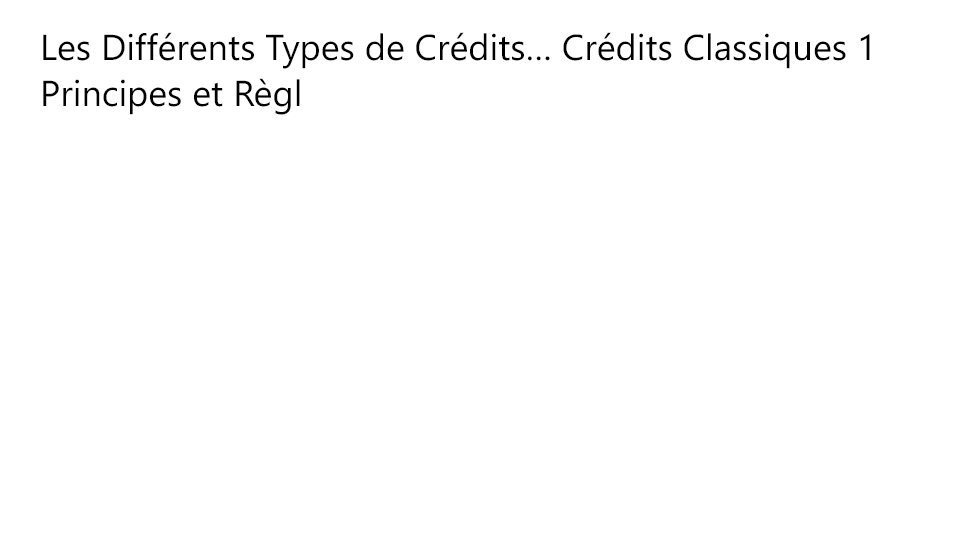 Les Différents Types de Crédits... Crédits Classiques 1
Principes et Règl